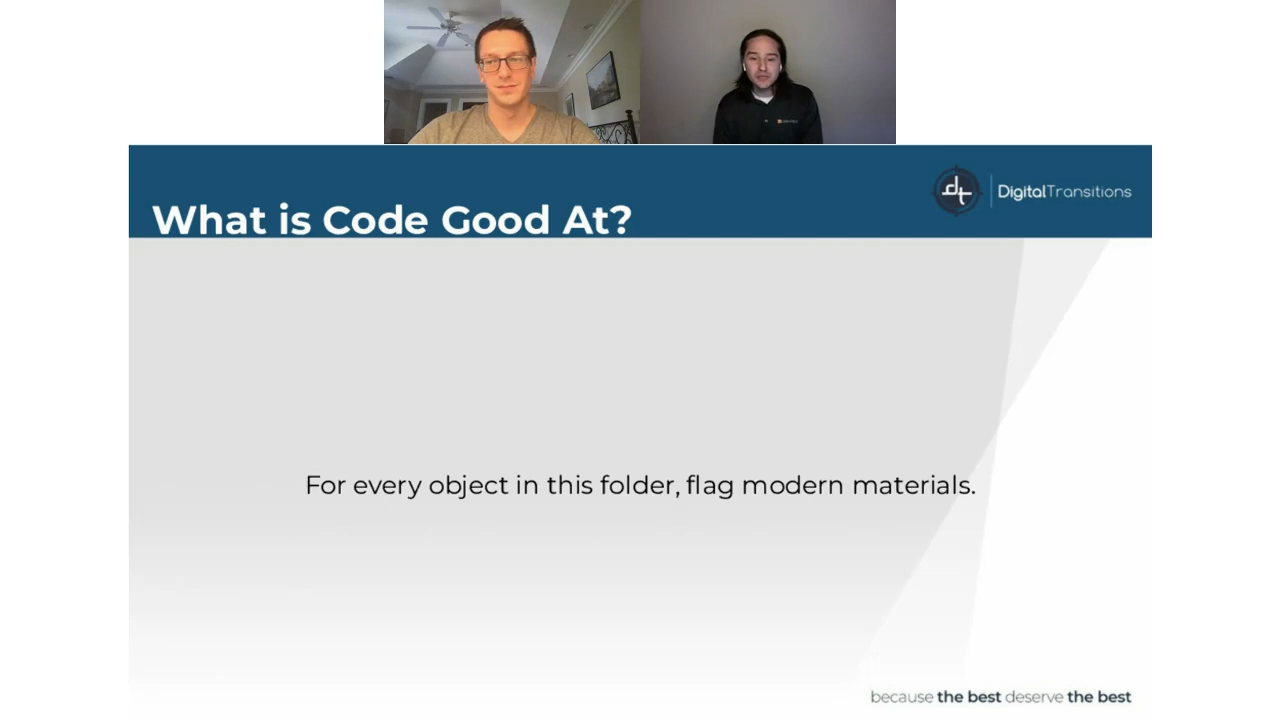 dt DigitalTransitions
What is Code Good At?
For every object in this folder, flag modern materials.
because the best deserve the best